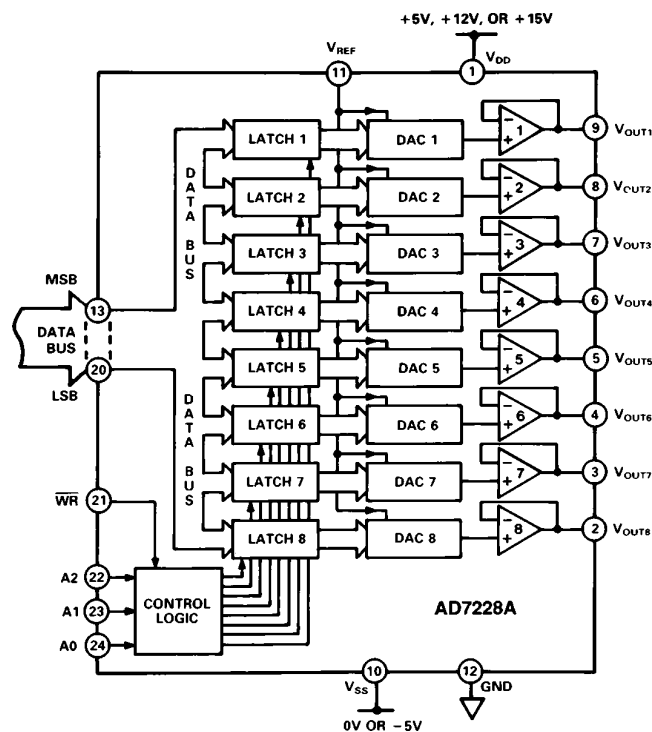 +5V, +12V, OR +15V
VREF
VDD
11
1
LATCH 1
DAC 1
1
9
VOUT1
LATCH 2
DAC 2
2
8
VOUT2
LATCH 3
DAC 3
3
7
VOUT3
LATCH 4
DAC 4
4
6
VOUT4
LATCH 5
DAC 5
5
5
VOUT5
LATCH 6
DAC 6
6
4
VOUT6
LATCH 7
DAC 7
7
3
VOUT7
LATCH 8
DAC 8
8
2
VOUT8
DATA BUS
DATA BUS
MSB
13
DATA
BUS
20
LSB
WR
21
A2
22
A1
23
A0
24
CONTROL
LOGIC
AD7228A
10
VSS
12
GND
0V OR −5V